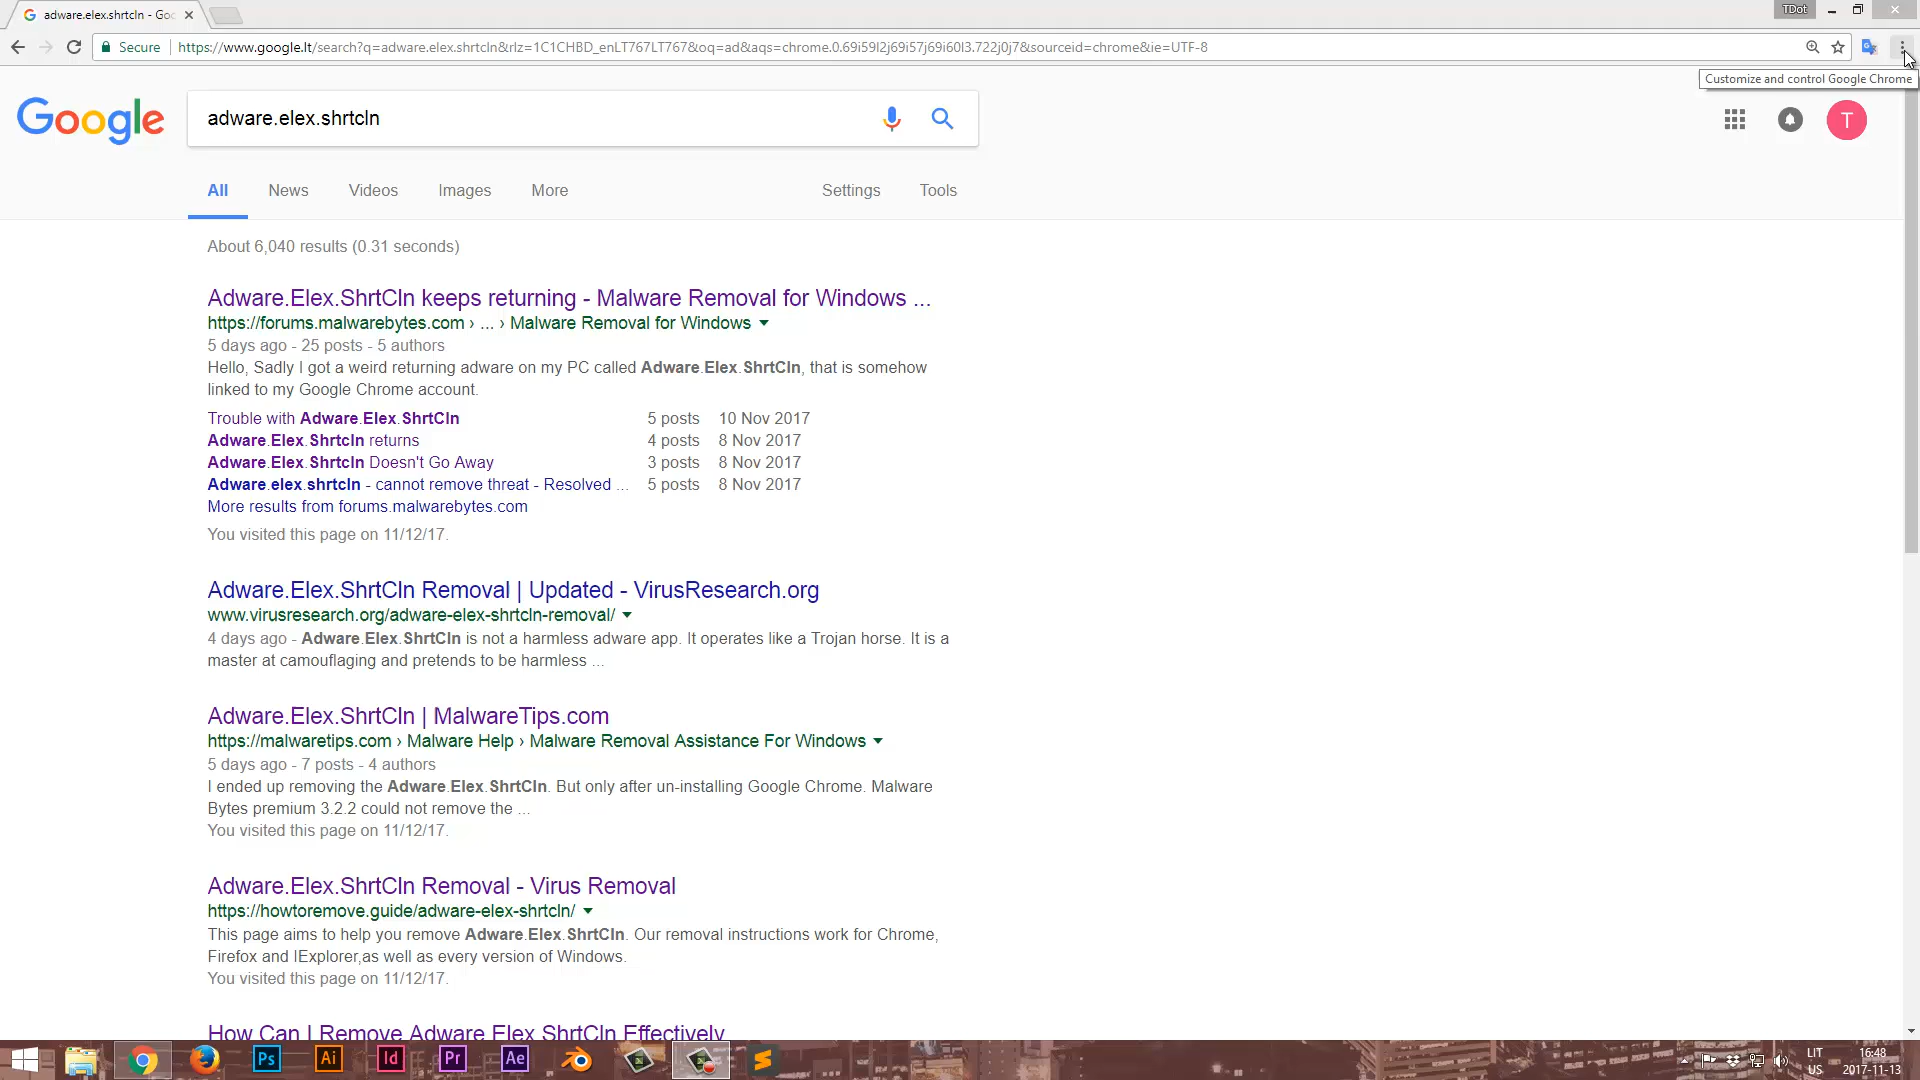 adware.elex.shrtcln - Goo
TDot
Secure
https://www.google.lt/search?q=adware.elex.shrtcln&rlz=1C1CHBD_enLT767LT767&oq=ad&aqs=chrome.0.69i59l2j69i57j69i60l3.722j0j7&sourceid=chrome&ie=UTF-8
Customize and control Google Chrome
Google
adware.elex.shrtcln
T
All
News
Videos
Images
More
Settings
Tools
About 6,040 results (0.31 seconds)
Adware.Elex.ShrtCln keeps returning - Malware Removal for Windows ...
https://forums.malwarebytes.com › ... › Malware Removal for Windows
5 days ago - 25 posts - 5 authors
Hello, Sadly I got a weird returning adware on my PC called Adware.Elex.ShrtCln, that is somehow
linked to my Google Chrome account.
Trouble with Adware.Elex.ShrtCln 5 posts 10 Nov 2017
Adware.Elex.Shrtcln returns 4 posts 8 Nov 2017
Adware.Elex.Shrtcln Doesn't Go Away 3 posts 8 Nov 2017
Adware.elex.shrtcln - cannot remove threat - Resolved ... 5 posts 8 Nov 2017
More results from forums.malwarebytes.com
You visited this page on 11/12/17.
Adware.Elex.ShrtCln Removal | Updated - VirusResearch.org
www.virusresearch.org/adware-elex-shrtcln-removal/
4 days ago - Adware.Elex.ShrtCln is not a harmless adware app. It operates like a Trojan horse. It is a
master at camouflaging and pretends to be harmless ...
Adware.Elex.ShrtCln | MalwareTips.com
https://malwaretips.com › Malware Help › Malware Removal Assistance For Windows
5 days ago - 7 posts - 4 authors
I ended up removing the Adware.Elex.ShrtCln. But only after un-installing Google Chrome. Malware
Bytes premium 3.2.2 could not remove the ...
You visited this page on 11/12/17.
Adware.Elex.ShrtCln Removal - Virus Removal
https://howtoremove.guide/adware-elex-shrtcln/
This page aims to help you remove Adware.Elex.ShrtCln. Our removal instructions work for Chrome,
Firefox and IExplorer,as well as every version of Windows.
You visited this page on 11/12/17.
How Can I Remove Adware Elex ShrtCln Effectively
Ps
Ai
Id
Pr
Ae
LIT
US
16:48
2017-11-13